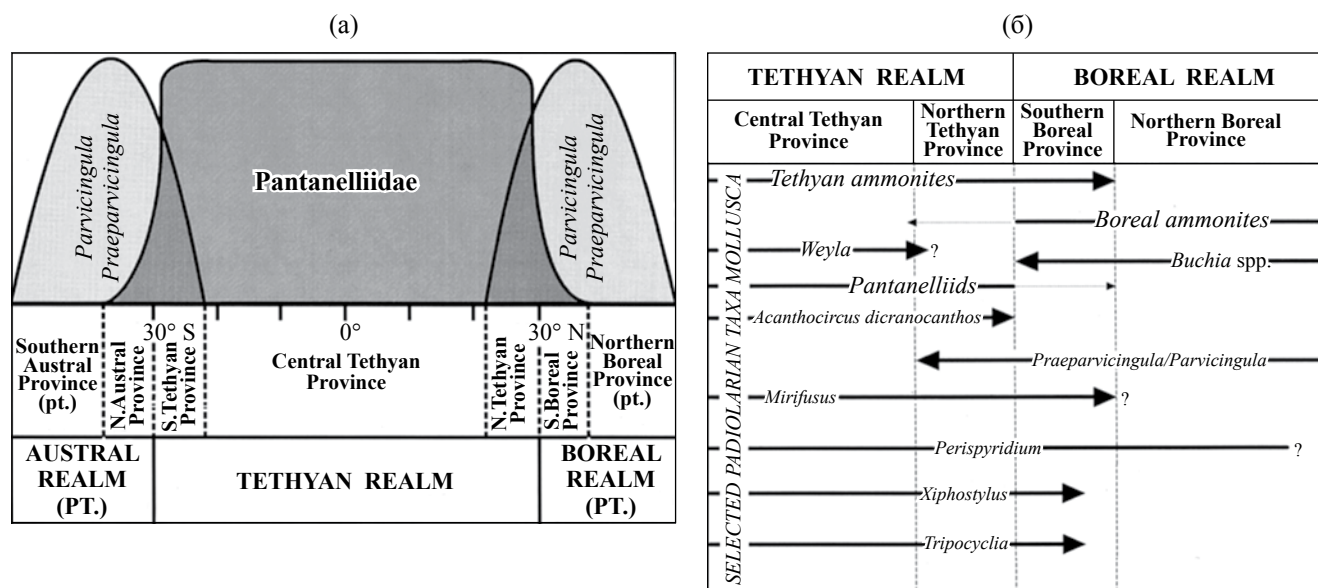 (а)
Parvicingula
Praeparvicingula
Pantanelliidae
Parvicingula
Praeparvicingula
30° S
0°
30° N
Southern
Austral
Province
(pt.)
N.Austral
Province
S.Tethyan
Province
Central Tethyan
Province
N.Tethyan
Province
S.Boreal
Province
Northern
Boreal
Province
(pt.)
AUSTRAL
REALM
(PT.)
TETHYAN REALM
BOREAL
REALM
(PT.)
(б)
TETHYAN REALM
BOREAL REALM
Central Tethyan
Province
Northern
Tethyan
Province
Southern
Boreal
Province
Northern Boreal
Province
SELECTED PADIOLARIAN TAXA MOLLUSCA
Tethyan ammonites
Boreal ammonites
Weyla ?
Buchia spp.
Pantanelliids
Acanthocircus dicranocanthos
Praeparvicingula/Parvicingula
Mirifusus ?
Perispyridium ?
Xiphostylus
Tripocyclia